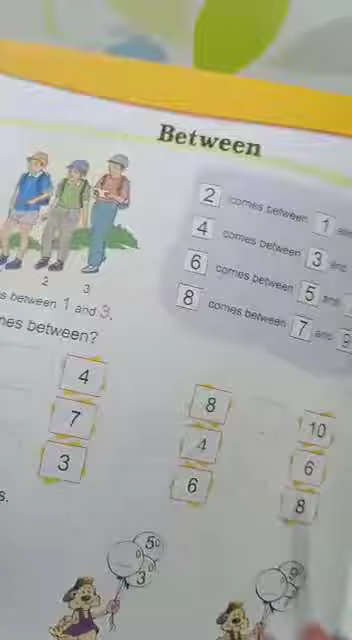 Between
2 comes between 1
4 comes between 3 and
6 comes between 5 and
8 comes between 7 and 9
2 3
between 1 and 3.
between?
4
7
3
8
4
6
10
6
8
s.
5
3
9